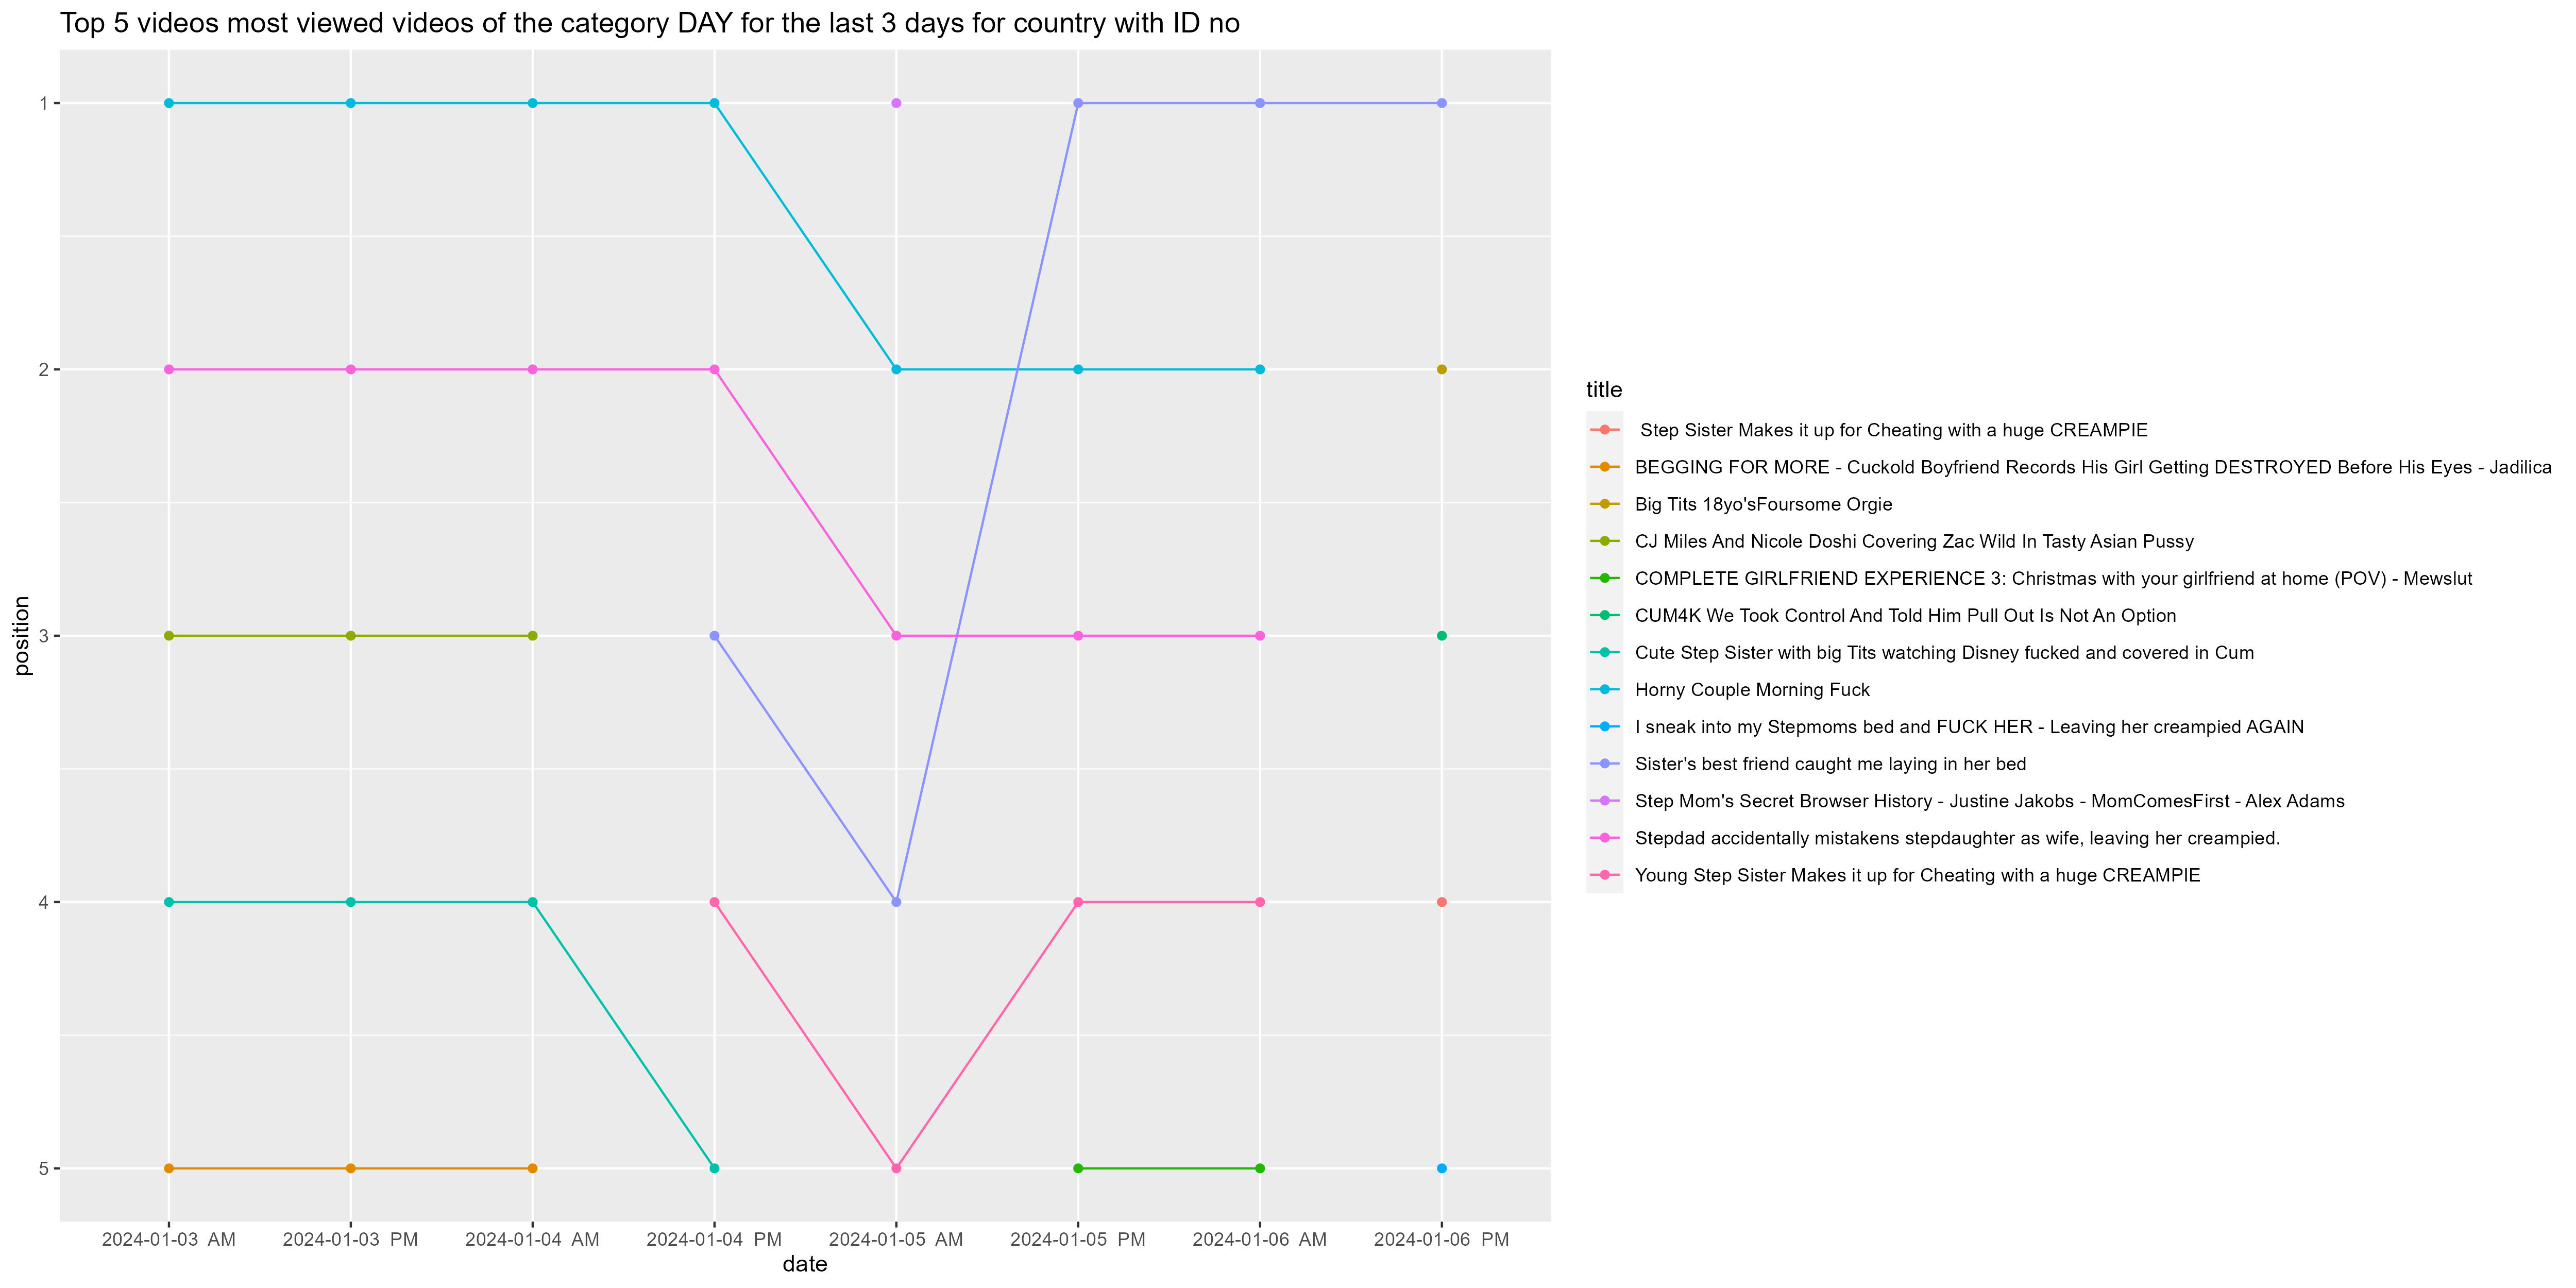 Top 5 videos most viewed videos of the category DAY for the last 3 days for country with ID no
position
1
2
3
4
5
2024-01-03 AM
2024-01-03 PM
2024-01-04 AM
2024-01-04 PM
2024-01-05 AM
2024-01-05 PM
2024-01-06 AM
2024-01-06 PM
date
title
Step Sister Makes it up for Cheating with a huge CREAMPIE
BEGGING FOR MORE - Cuckold Boyfriend Records His Girl Getting DESTROYED Before His Eyes - Jadilica
Big Tits 18yo'sFoursome Orgie
CJ Miles And Nicole Doshi Covering Zac Wild In Tasty Asian Pussy
COMPLETE GIRLFRIEND EXPERIENCE 3: Christmas with your girlfriend at home (POV) - Mewslut
CUM4K We Took Control And Told Him Pull Out Is Not An Option
Cute Step Sister with big Tits watching Disney fucked and covered in Cum
Horny Couple Morning Fuck
I sneak into my Stepmoms bed and FUCK HER - Leaving her creampied AGAIN
Sister's best friend caught me laying in her bed
Step Mom's Secret Browser History - Justine Jakobs - MomComesFirst - Alex Adams
Stepdad accidentally mistakens stepdaughter as wife, leaving her creampied.
Young Step Sister Makes it up for Cheating with a huge CREAMPIE